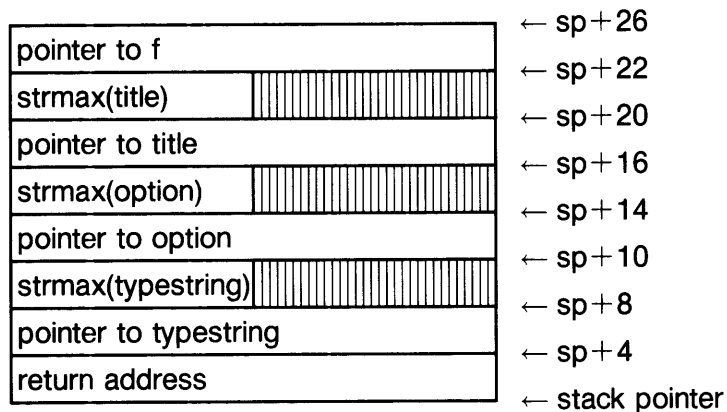 ← sp+26
pointer to f
← sp+22
strmax(title)
← sp+20
pointer to title
← sp+16
strmax(option)
← sp+14
pointer to option
← sp+10
strmax(typestring)
← sp+8
pointer to typestring
← sp+4
return address
← stack pointer